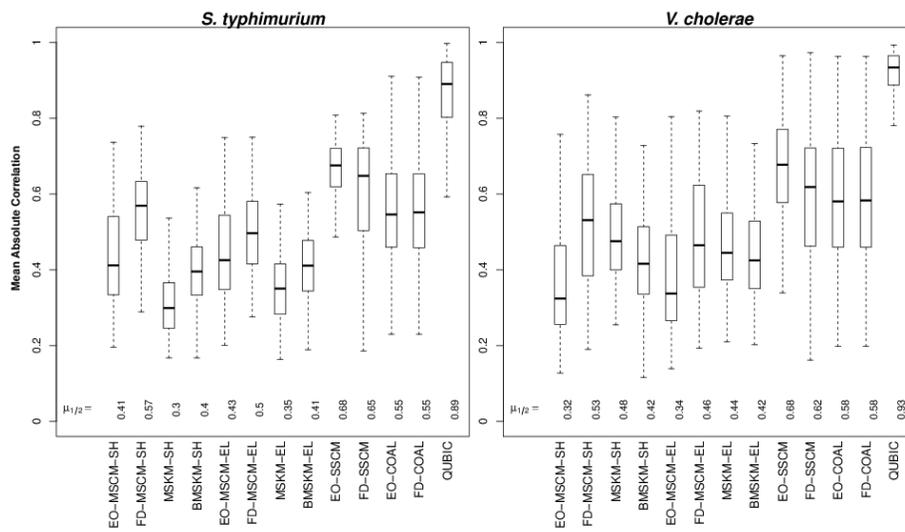 S. typhimurium
V. cholerae
Mean Absolute Correlation
1
0.8
0.6
0.4
0.2
0
μ1/2 =
0.41
0.57
0.3
0.4
0.43
0.5
0.35
0.41
0.68
0.65
0.55
0.55
0.89
EO−MSCM−SH
FD−MSCM−SH
MSKM−SH
BMSKM−SH
EO−MSCM−EL
FD−MSCM−EL
MSKM−EL
BMSKM−EL
EO−SSCM
FD−SSCM
EO−COAL
FD−COAL
QUBIC
1
0.8
0.6
0.4
0.2
0
μ1/2 =
0.32
0.53
0.48
0.42
0.34
0.46
0.44
0.42
0.68
0.62
0.58
0.58
0.93
EO−MSCM−SH
FD−MSCM−SH
MSKM−SH
BMSKM−SH
EO−MSCM−EL
FD−MSCM−EL
MSKM−EL
BMSKM−EL
EO−SSCM
FD−SSCM
EO−COAL
FD−COAL
QUBIC